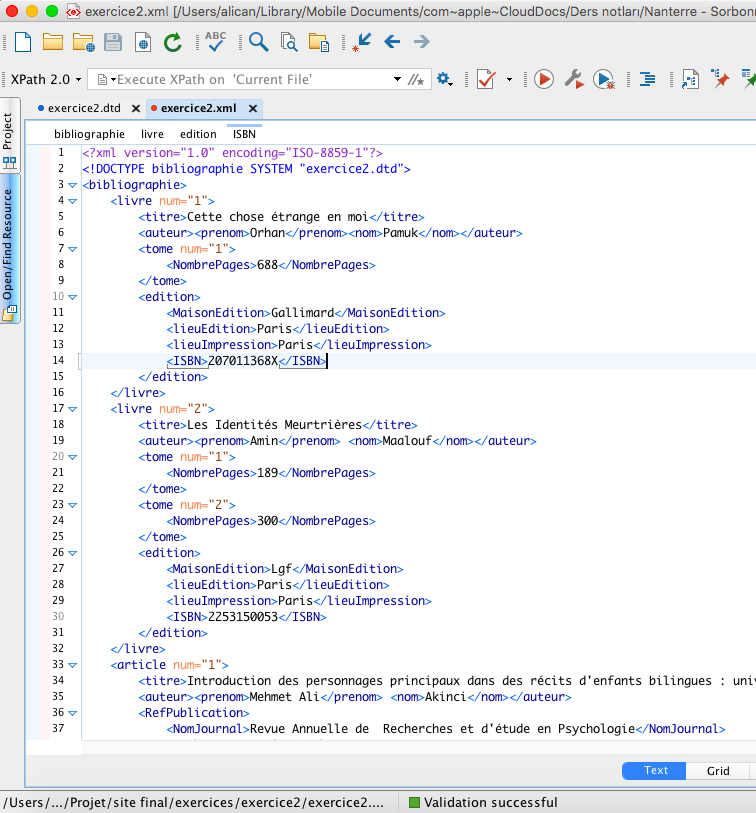 exercice2.xml [/Users/alican/Library/Mobile Documents/com~apple~CloudDocs/Ders notları/Nanterre - Sorbon
ABC
XPath 2.0 Execute XPath on 'Current File'
exercice2.dtd exercice2.xml
Project
Open/Find Resource
bibliographie livre edition ISBN
1 <?xml version="1.0" encoding="ISO-8859-1"?>
2 <!DOCTYPE bibliographie SYSTEM "exercice2.dtd">
3 <bibliographie>
4 <livre num="1">
5 <titre>Cette chose étrange en moi</titre>
6 <auteur><prenom>Orhan</prenom><nom>Pamuk</nom></auteur>
7 <tome num="1">
8 <NombrePages>688</NombrePages>
9 </tome>
10 <edition>
11 <MaisonEdition>Gallimard</MaisonEdition>
12 <lieuEdition>Paris</lieuEdition>
13 <lieuImpression>Paris</lieuImpression>
14 <ISBN>207011368X</ISBN>
15 </edition>
16 </livre>
17 <livre num="2">
18 <titre>Les Identités Meurtrières</titre>
19 <auteur><prenom>Amin</prenom> <nom>Maalouf</nom></auteur>
20 <tome num="1">
21 <NombrePages>189</NombrePages>
22 </tome>
23 <tome num="2">
24 <NombrePages>300</NombrePages>
25 </tome>
26 <edition>
27 <MaisonEdition>Lgf</MaisonEdition>
28 <lieuEdition>Paris</lieuEdition>
29 <lieuImpression>Paris</lieuImpression>
30 <ISBN>2253150053</ISBN>
31 </edition>
32 </livre>
33 <article num="1">
34 <titre>Introduction des personnages principaux dans des récits d'enfants bilingues : univ
35 <auteur><prenom>Mehmet Ali</prenom> <nom>Akinci</nom></auteur>
36 <RefPublication>
37 <NomJournal>Revue Annuelle de  Recherches et d'étude en Psychologie</NomJournal>
Text Grid
/Users/.../Projet/site final/exercices/exercice2/exercice2.... Validation successful